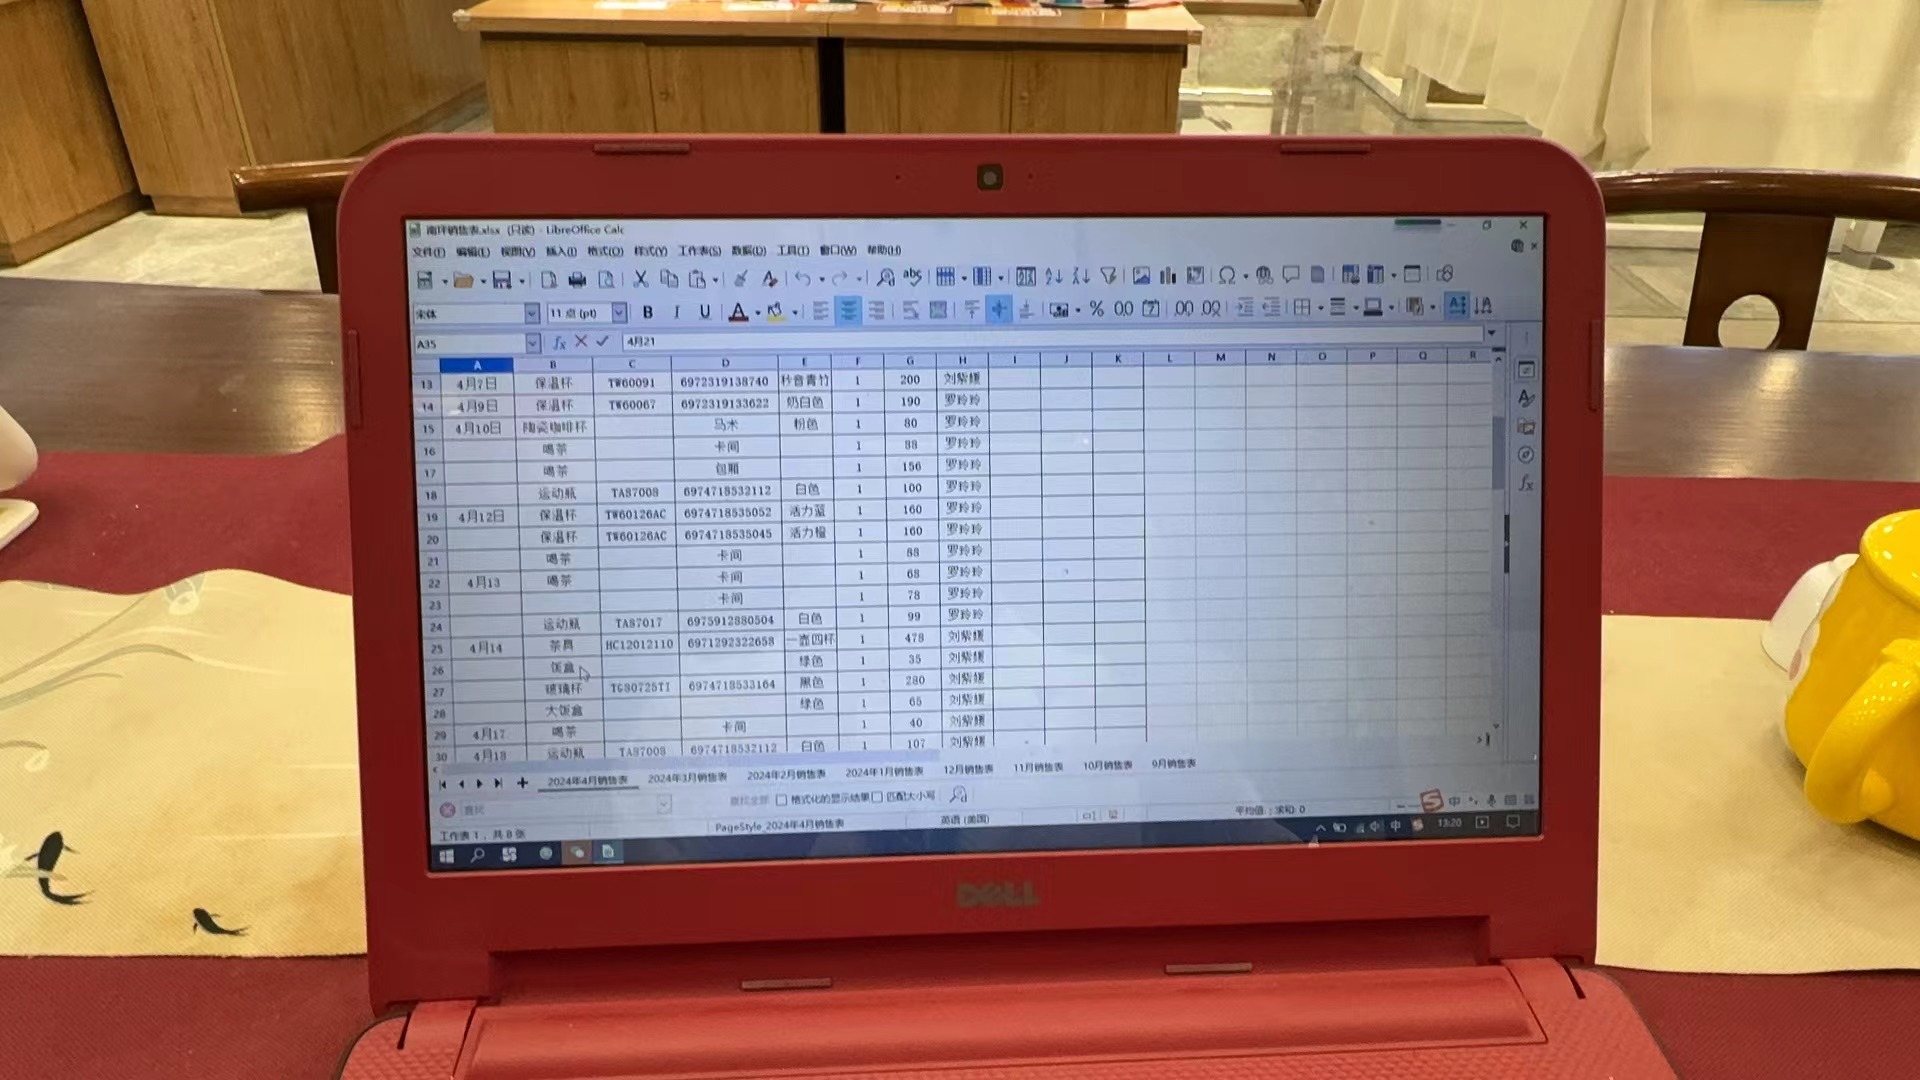 南坪销售表.xlsx (只读) - LibreOffice Calc
文件(F) 编辑(E) 视图(V) 插入(I) 格式(O) 样式(Y) 工作表(S) 数据(D) 工具(T) 窗口(W) 帮助(H)
宋体 11 点 (pt) B I U
A35 4月21
A B C D E F G H I J K L M N O P Q R
13 4月7日 保温杯 TW60091 6972319138740 秒音青竹 1 200 刘紫媛
14 4月9日 保温杯 TW60067 6972319133622 奶白色 1 190 罗玲玲
15 4月10日 陶瓷咖啡杯 马米 粉色 1 80 罗玲玲
16 喝茶 卡间 1 88 罗玲玲
17 喝茶 包厢 1 156 罗玲玲
18 运动瓶 TA87008 6974718532112 白色 1 100 罗玲玲
19 4月12日 保温杯 TW60126AC 6974718535052 活力蓝 1 160 罗玲玲
20 保温杯 TW60126AC 6974718535045 活力橙 1 160 罗玲玲
21 喝茶 卡间 1 88 罗玲玲
22 4月13 喝茶 卡间 1 68 罗玲玲
23 卡间 1 78 罗玲玲
24 运动瓶 TA87017 6975912880504 白色 1 99 罗玲玲
25 4月14 茶具 HC12012110 6971292322658 一壶四杯 1 478 刘紫媛
26 饭盒 绿色 1 35 刘紫媛
27 玻璃杯 TG80725TI 6974718533164 黑色 1 280 刘紫媛
28 大饭盒 绿色 1 65 刘紫媛
29 4月17 喝茶 卡间 1 40 刘紫媛
30 4月18 运动瓶 TA87008 6974718532112 白色 1 107 刘紫媛
2024年4月销售表 2024年3月销售表 2024年2月销售表 2024年1月销售表 12月销售表 11月销售表 10月销售表 9月销售表
查找 查找全部 格式化的显示结果 匹配大小写
工作表 1，共 8 张 PageStyle_2024年4月销售表 英语 (美国) 平均值: ; 求和: 0
中 13:20
DELL